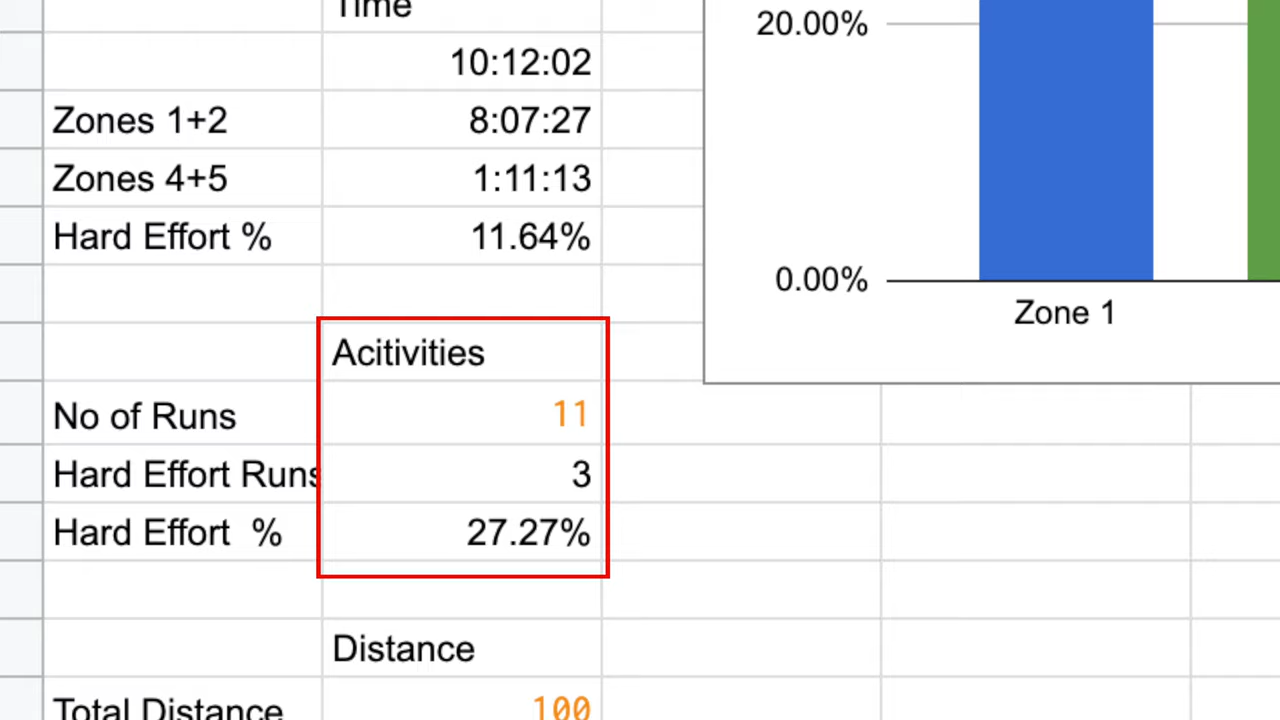 Time
10:12:02
Zones 1+2 8:07:27
Zones 4+5 1:11:13
Hard Effort % 11.64%
Acitivities
No of Runs 11
Hard Effort Runs 3
Hard Effort % 27.27%
Distance
Total Distance 100
20.00%
0.00%
Zone 1